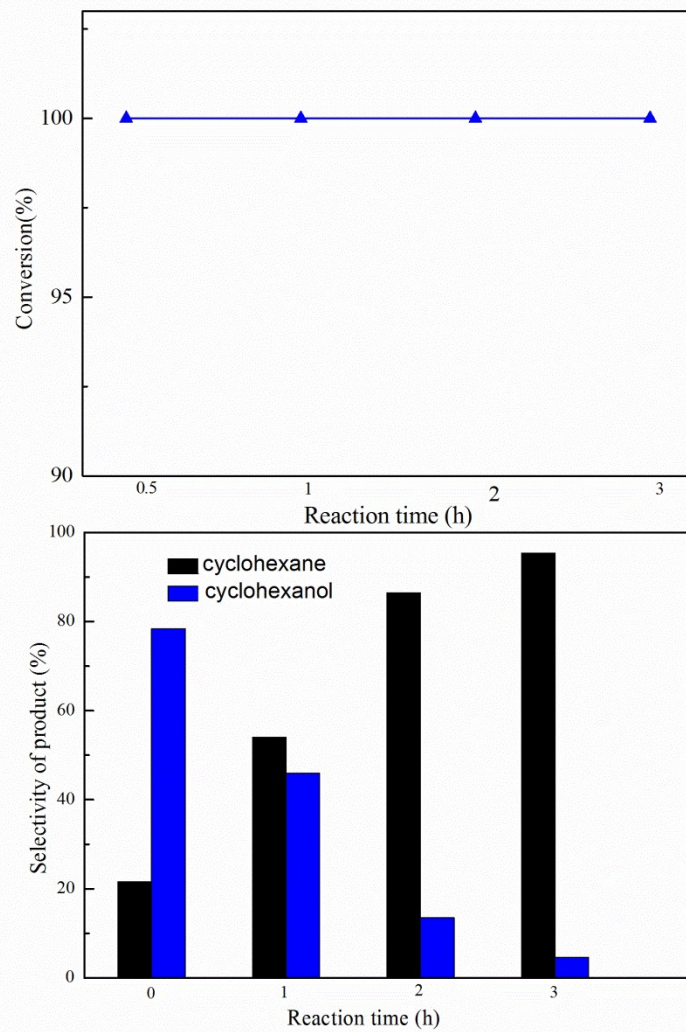 100
95
90
Conversion(%)
0.5 1 2 3
Reaction time (h)
100
80
60
40
20
0
Selectivity of product (%)
cyclohexane
cyclohexanol
0 1 2 3
Reaction time (h)